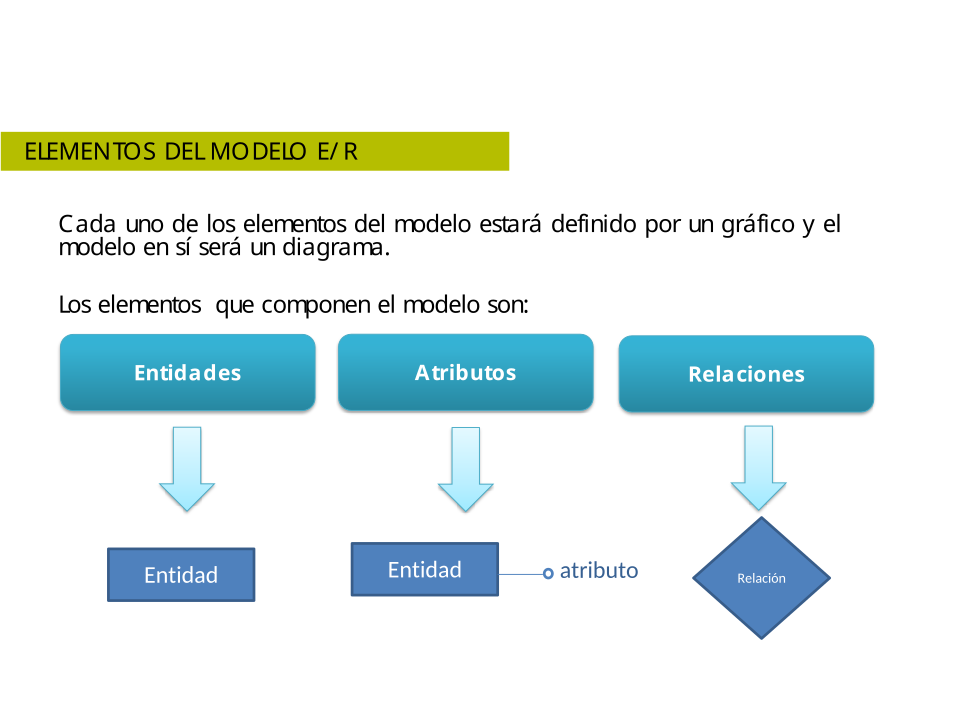 ELEMENTOS DEL MODELO E/R
Cada uno de los elementos del modelo estará definido por un gráfico y el
modelo en sí será un diagrama.
Los elementos que componen el modelo son:
Entidades
Atributos
Relaciones
Entidad
Entidad
atributo
Relación